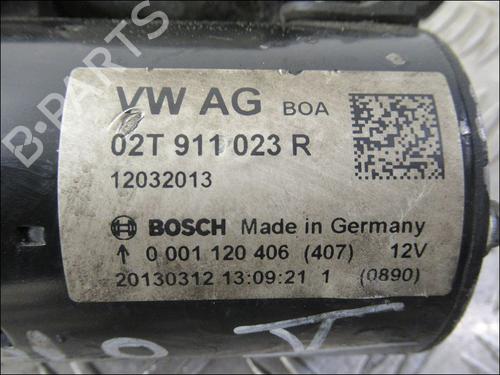 B-PARTS
VW AG BOA
02T 911 023 R
12032013
BOSCH Made in Germany
↑ 0 001 120 406 (407) 12V
20130312 13:09:21 1 (0890)